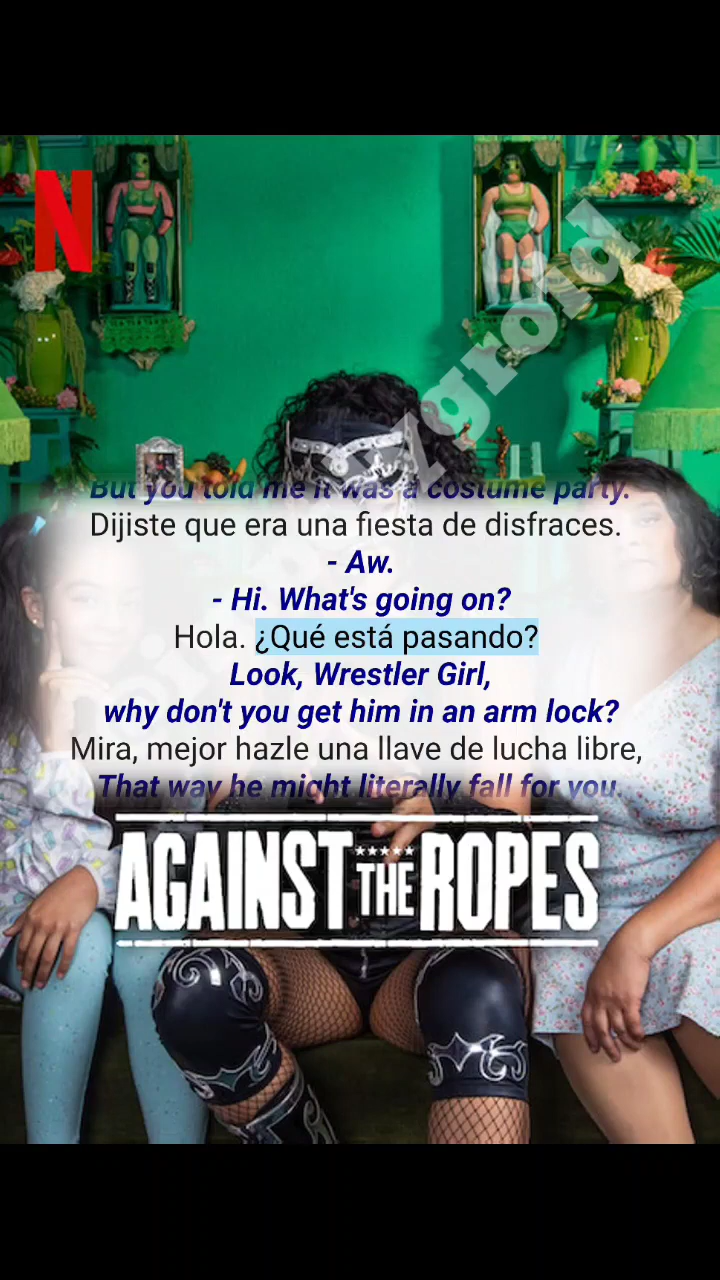 N
But you told me it was a costume party.
Dijiste que era una fiesta de disfraces.
- Aw.
- Hi. What's going on?
Hola. ¿Qué está pasando?
Look, Wrestler Girl,
why don't you get him in an arm lock?
Mira, mejor hazle una llave de lucha libre,
That way he might literally fall for you.
AGAINST THE ROPES